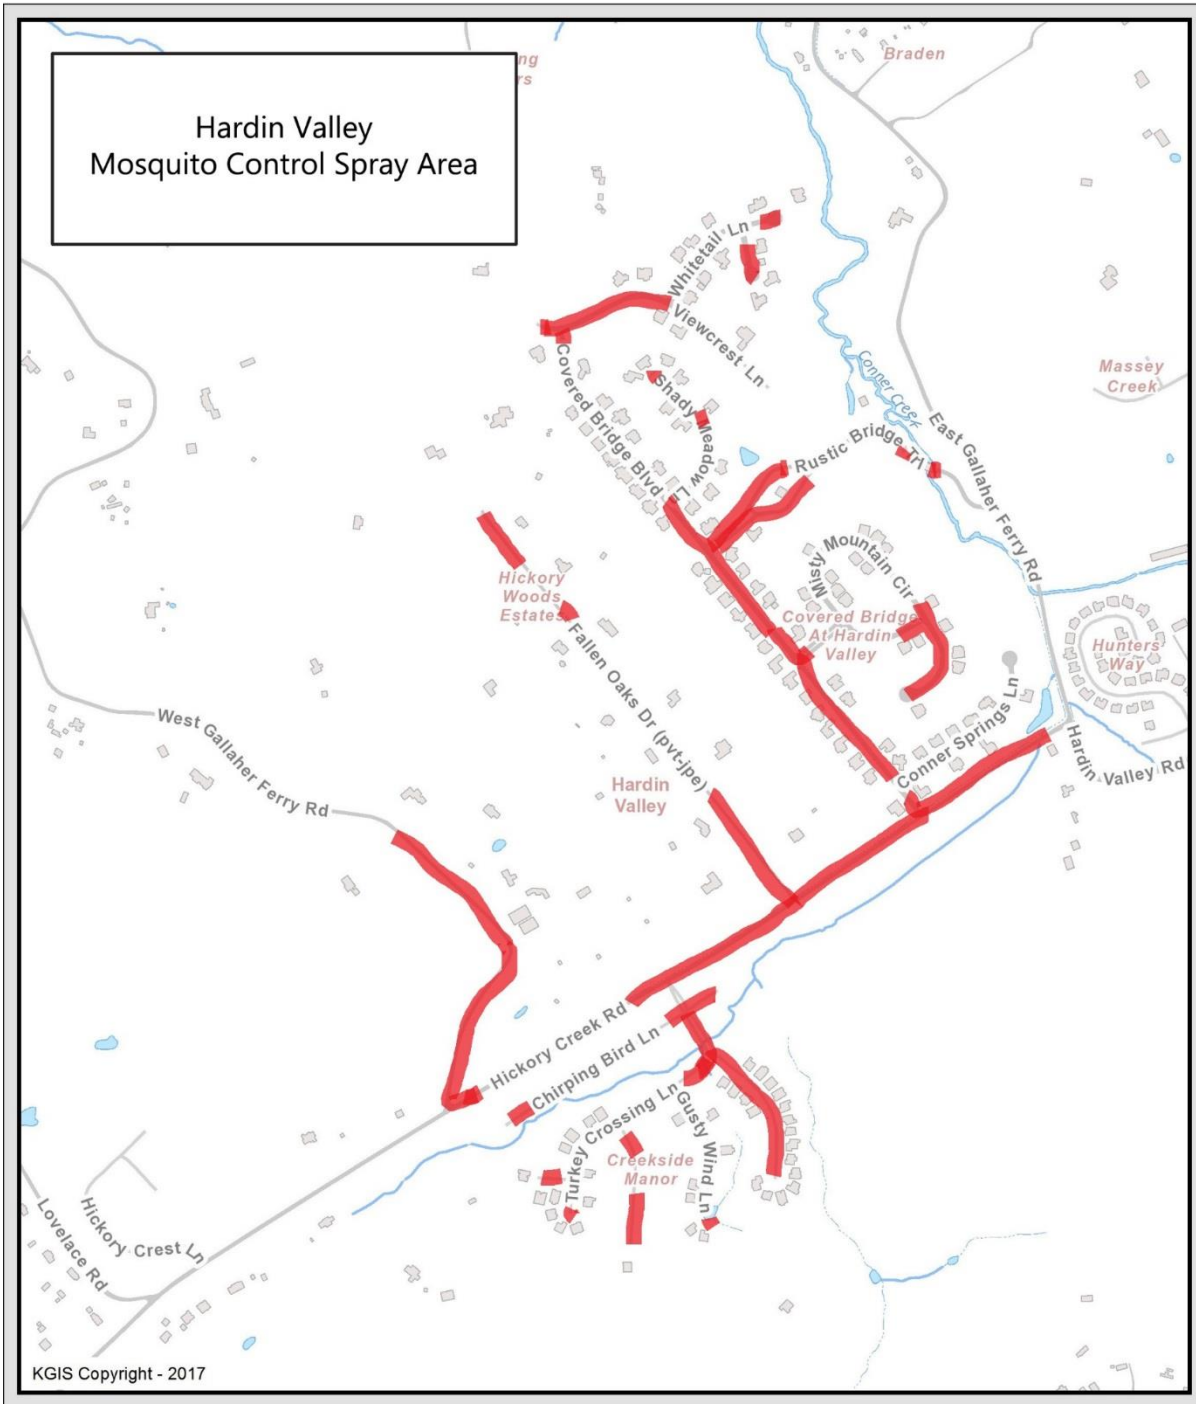 Hardin Valley
Mosquito Control Spray Area
ng
rs
Braden
Whitetail Ln
Viewcrest Ln
Covered Bridge Blvd
Shady Meadow Ln
Conner Creek
Massey
Creek
East Gallaher Ferry Rd
Rustic Bridge Trl
Misty Mountain Cir
Hickory
Woods
Estates
Covered Bridge
At Hardin
Valley
Hunters
Way
Fallen Oaks Dr (pvt-jpe)
West Gallaher Ferry Rd
Conner Springs Ln
Hardin Valley Rd
Hardin
Valley
Hickory Creek Rd
Chirping Bird Ln
Turkey Crossing Ln
Gusty Wind Ln
Creekside
Manor
Hickory Crest Ln
Lovelace Rd
KGIS Copyright - 2017